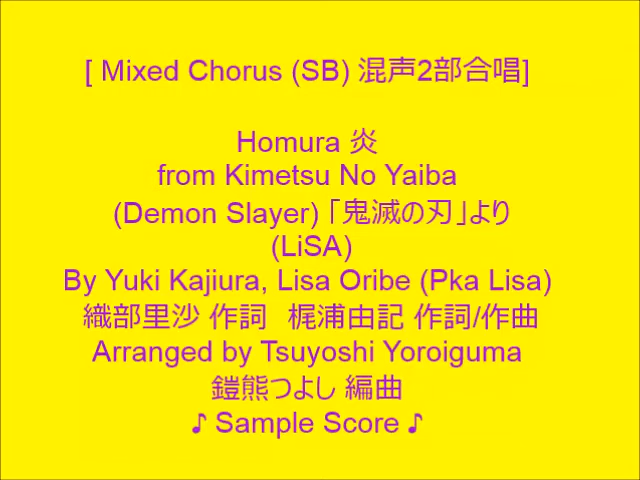 [ Mixed Chorus (SB) 混声2部合唱]
Homura 炎
from Kimetsu No Yaiba
(Demon Slayer) ｢鬼滅の刃｣より
(LiSA)
By Yuki Kajiura, Lisa Oribe (Pka Lisa)
織部里沙 作詞　梶浦由記 作詞/作曲
Arranged by Tsuyoshi Yoroiguma
鎧熊つよし 編曲
♪ Sample Score ♪